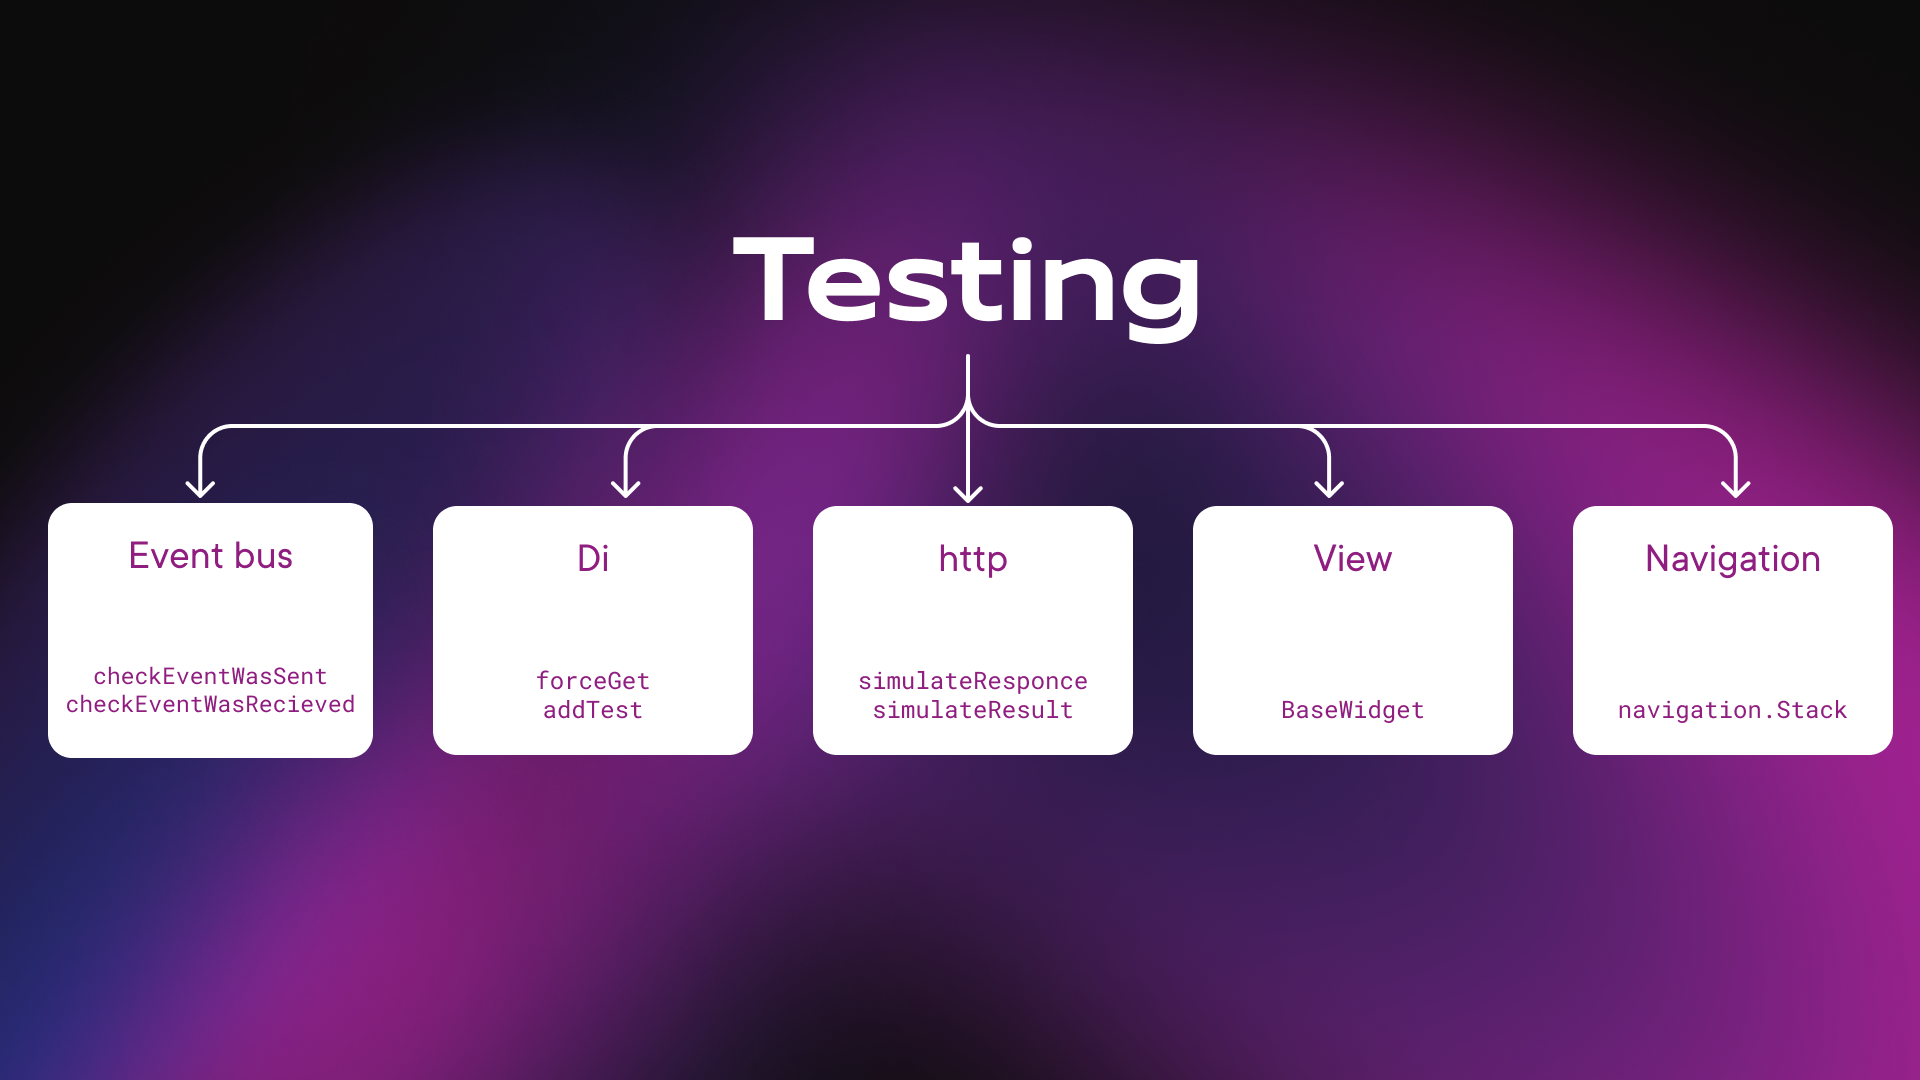 Testing
Event bus
checkEventWasSent
checkEventWasRecieved
Di
forceGet
addTest
http
simulateResponce
simulateResult
View
BaseWidget
Navigation
navigation.Stack